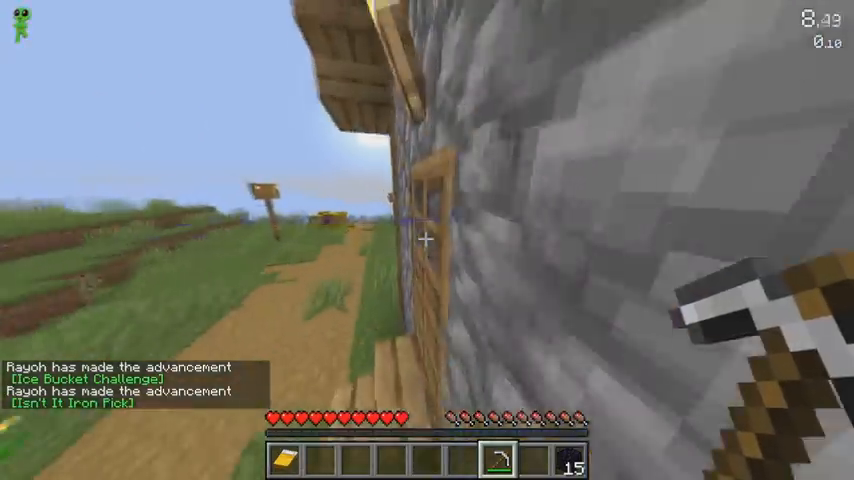 8.43
0.10
Rayoh has made the advancement
[Ice Bucket Challenge]
Rayoh has made the advancement
[Isn't It Iron Pick]
15